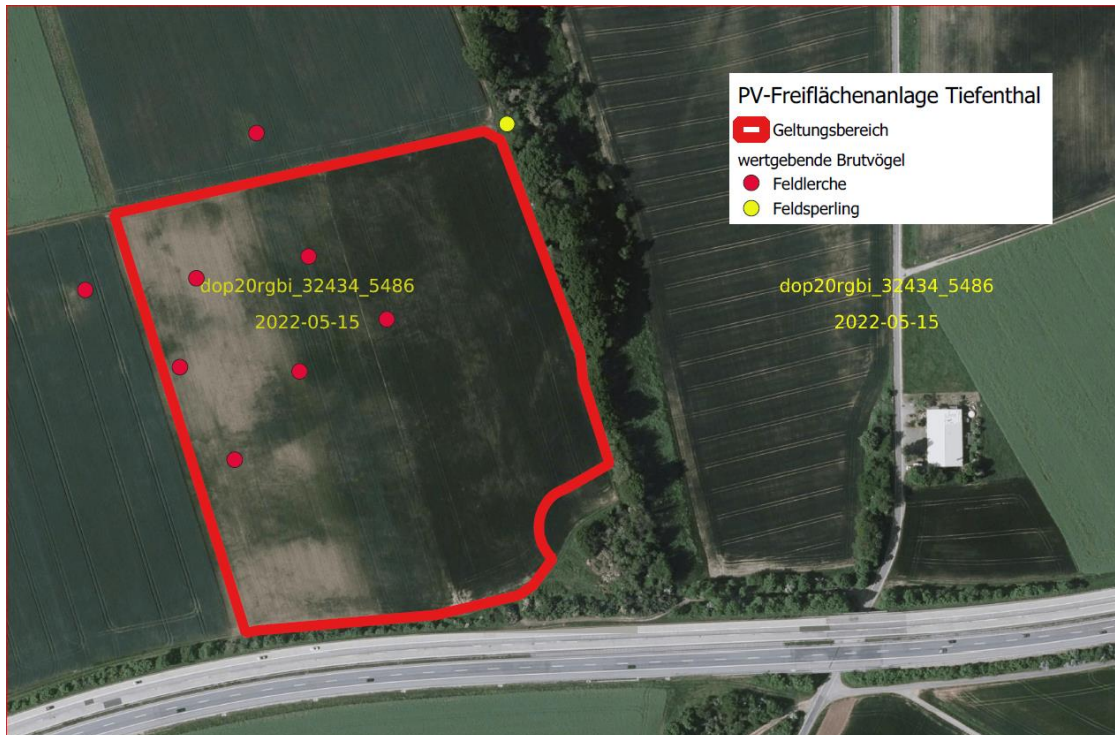 PV-Freiflächenanlage Tiefenthal
Geltungsbereich
wertgebende Brutvögel
Feldlerche
Feldsperling
dop20rgbi_32434_5486
2022-05-15
dop20rgbi_32434_5486
2022-05-15